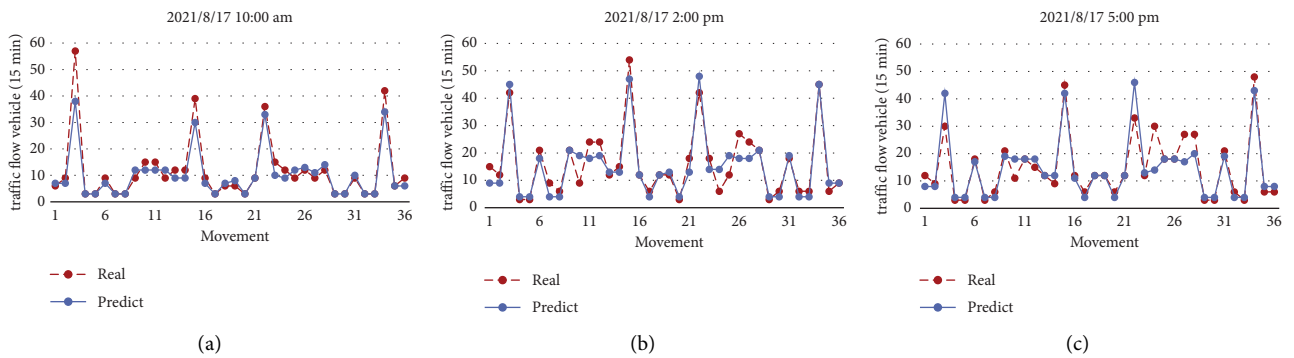 2021/8/17 10:00 am
traffic flow vehicle (15 min)
60
50
40
30
20
10
0
1 6 11 16 21 26 31 36
Movement
Real
Predict
(a)
2021/8/17 2:00 pm
traffic flow vehicle (15 min)
60
50
40
30
20
10
0
1 6 11 16 21 26 31 36
Movement
Real
Predict
(b)
2021/8/17 5:00 pm
traffic flow vehicle (15 min)
60
50
40
30
20
10
0
1 6 11 16 21 26 31 36
Movement
Real
Predict
(c)